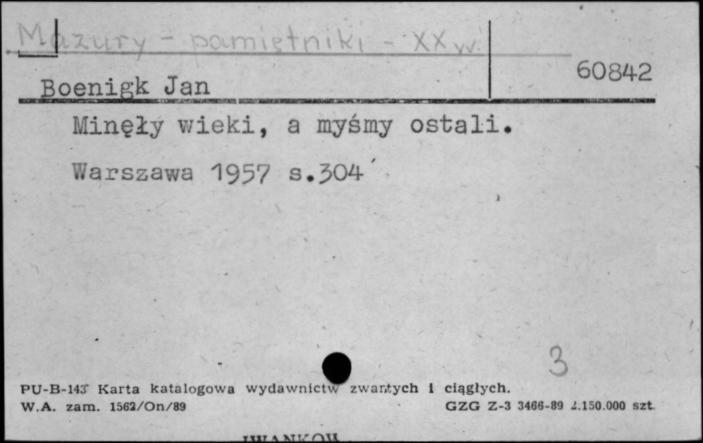 Mazury - pamiętniki - XX w.
60842
Boenigk Jan
Minęły wieki, a myśmy ostali.
Warszawa 1957 s.304
3
PU-B-143 Karta katalogowa wydawnictw zwartych i ciągłych.
W.A. zam. 1562/On/89 GZG Z-3 3466-89 2.150.000 szt.